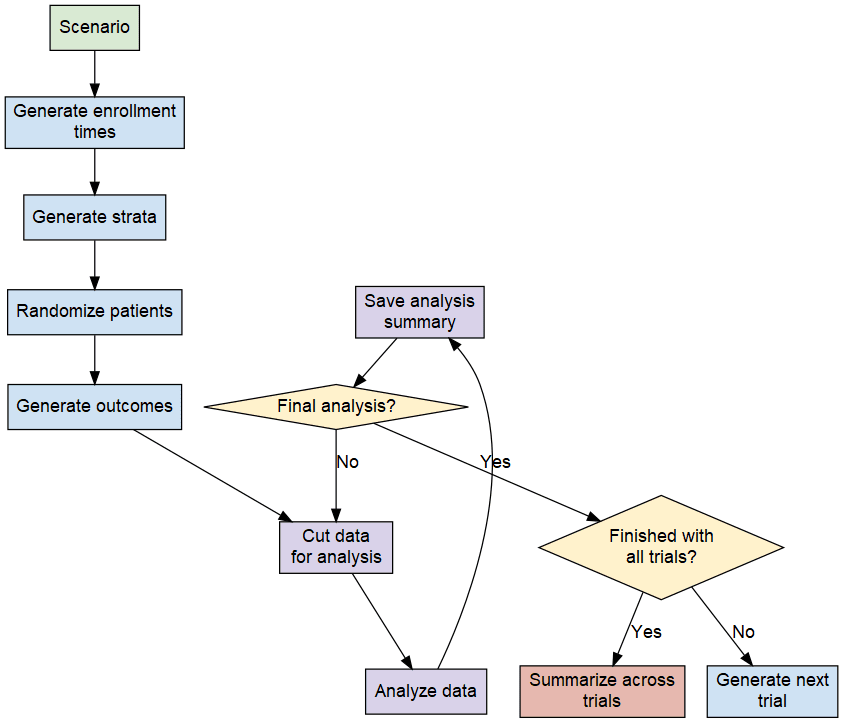 Scenario
Generate enrollment
times
Generate strata
Randomize patients
Save analysis
summary
Generate outcomes
Final analysis?
No
Yes
Cut data
for analysis
Finished with
all trials?
Yes
No
Analyze data
Summarize across
trials
Generate next
trial